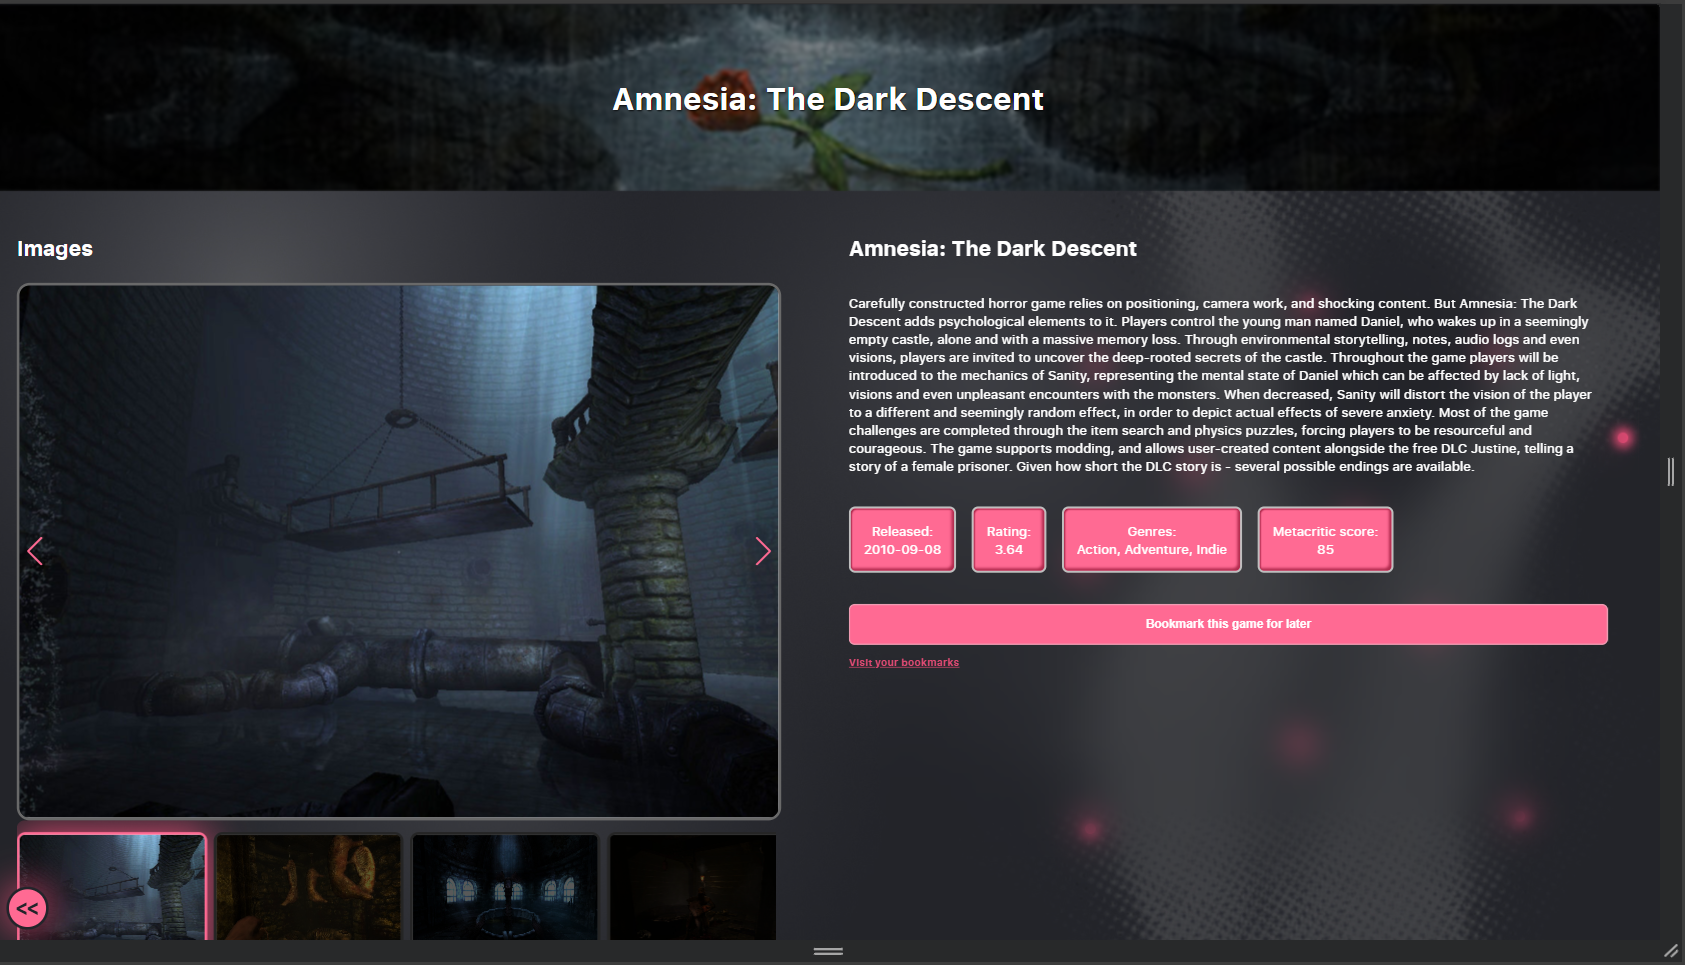 Amnesia: The Dark Descent
Images
Amnesia: The Dark Descent
Carefully constructed horror game relies on positioning, camera work, and shocking content. But Amnesia: The Dark
Descent adds psychological elements to it. Players control the young man named Daniel, who wakes up in a seemingly
empty castle, alone and with a massive memory loss. Through environmental storytelling, notes, audio logs and even
visions, players are invited to uncover the deep-rooted secrets of the castle. Throughout the game players will be
introduced to the mechanics of Sanity, representing the mental state of Daniel which can be affected by lack of light,
visions and even unpleasant encounters with the monsters. When decreased, Sanity will distort the vision of the player
to a different and seemingly random effect, in order to depict actual effects of severe anxiety. Most of the game
challenges are completed through the item search and physics puzzles, forcing players to be resourceful and
courageous. The game supports modding, and allows user-created content alongside the free DLC Justine, telling a
story of a female prisoner. Given how short the DLC story is - several possible endings are available.
Released:
2010-09-08
Rating:
3.64
Genres:
Action, Adventure, Indie
Metacritic score:
85
Bookmark this game for later
Visit your bookmarks
<<